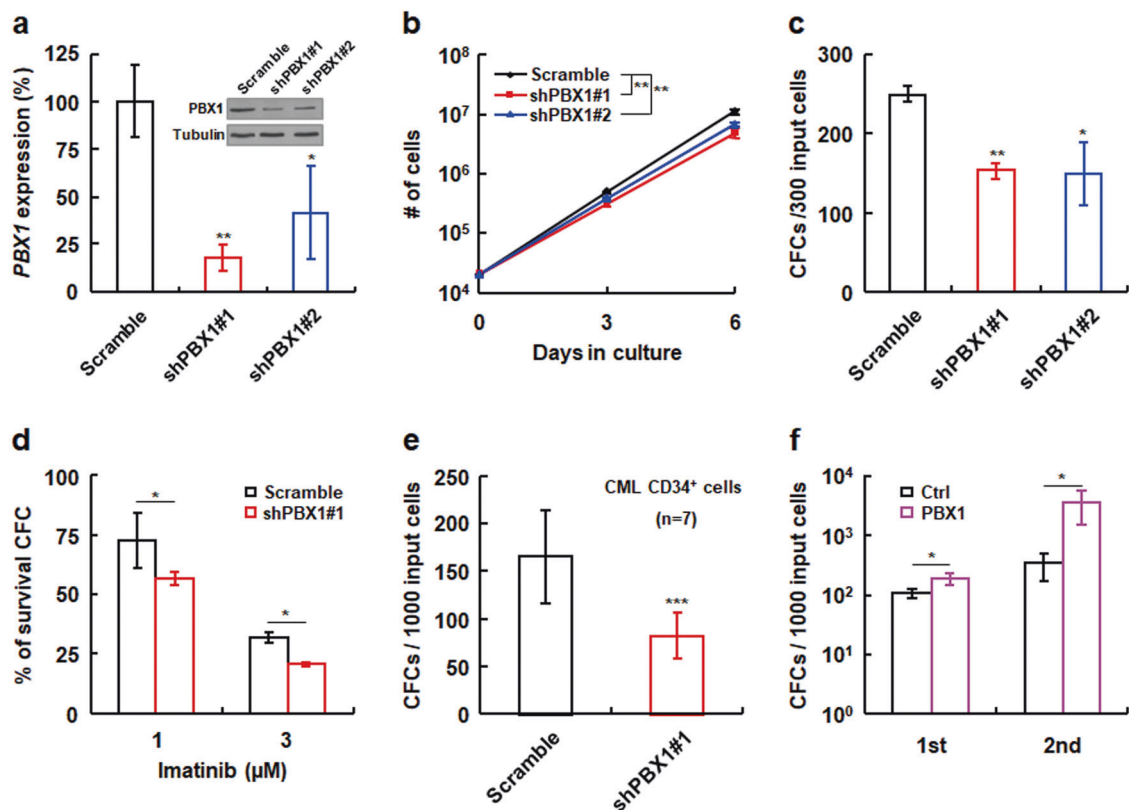 a
PBX1 expression (%)
125
100
75
50
25
0
Scramble
shPBX1#1
shPBX1#2
PBX1
Tubulin
**
*
Scramble
shPBX1#1
shPBX1#2
b
# of cells
10⁸
10⁷
10⁶
10⁵
10⁴
Scramble
shPBX1#1
shPBX1#2
** **
0 3 6
Days in culture
c
CFCs /300 input cells
300
200
100
0
**
*
Scramble
shPBX1#1
shPBX1#2
d
% of survival CFC
100
75
50
25
0
Scramble
shPBX1#1
*
*
1 3
Imatinib (µM)
e
CFCs / 1000 input cells
250
200
150
100
50
0
CML CD34⁺ cells
(n=7)
***
Scramble
shPBX1#1
f
CFCs / 1000 input cells
10⁴
10³
10²
10¹
10⁰
Ctrl
PBX1
*
*
1st 2nd